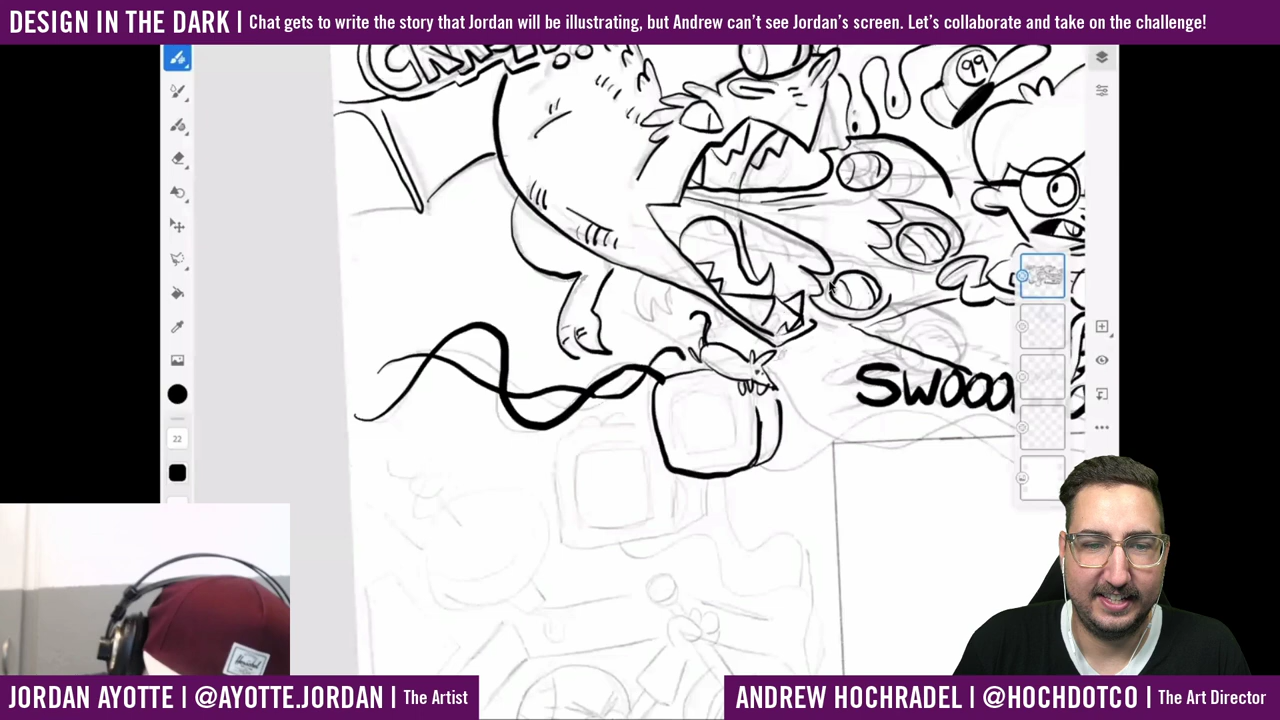 DESIGN IN THE DARK | Chat gets to write the story that Jordan will be illustrating, but Andrew can't see Jordan's screen. Let's collaborate and take on the challenge!
99
SWOOO
22
JORDAN AYOTTE | @AYOTTE.JORDAN | The Artist
ANDREW HOCHRADEL | @HOCHDOTCO | The Art Director